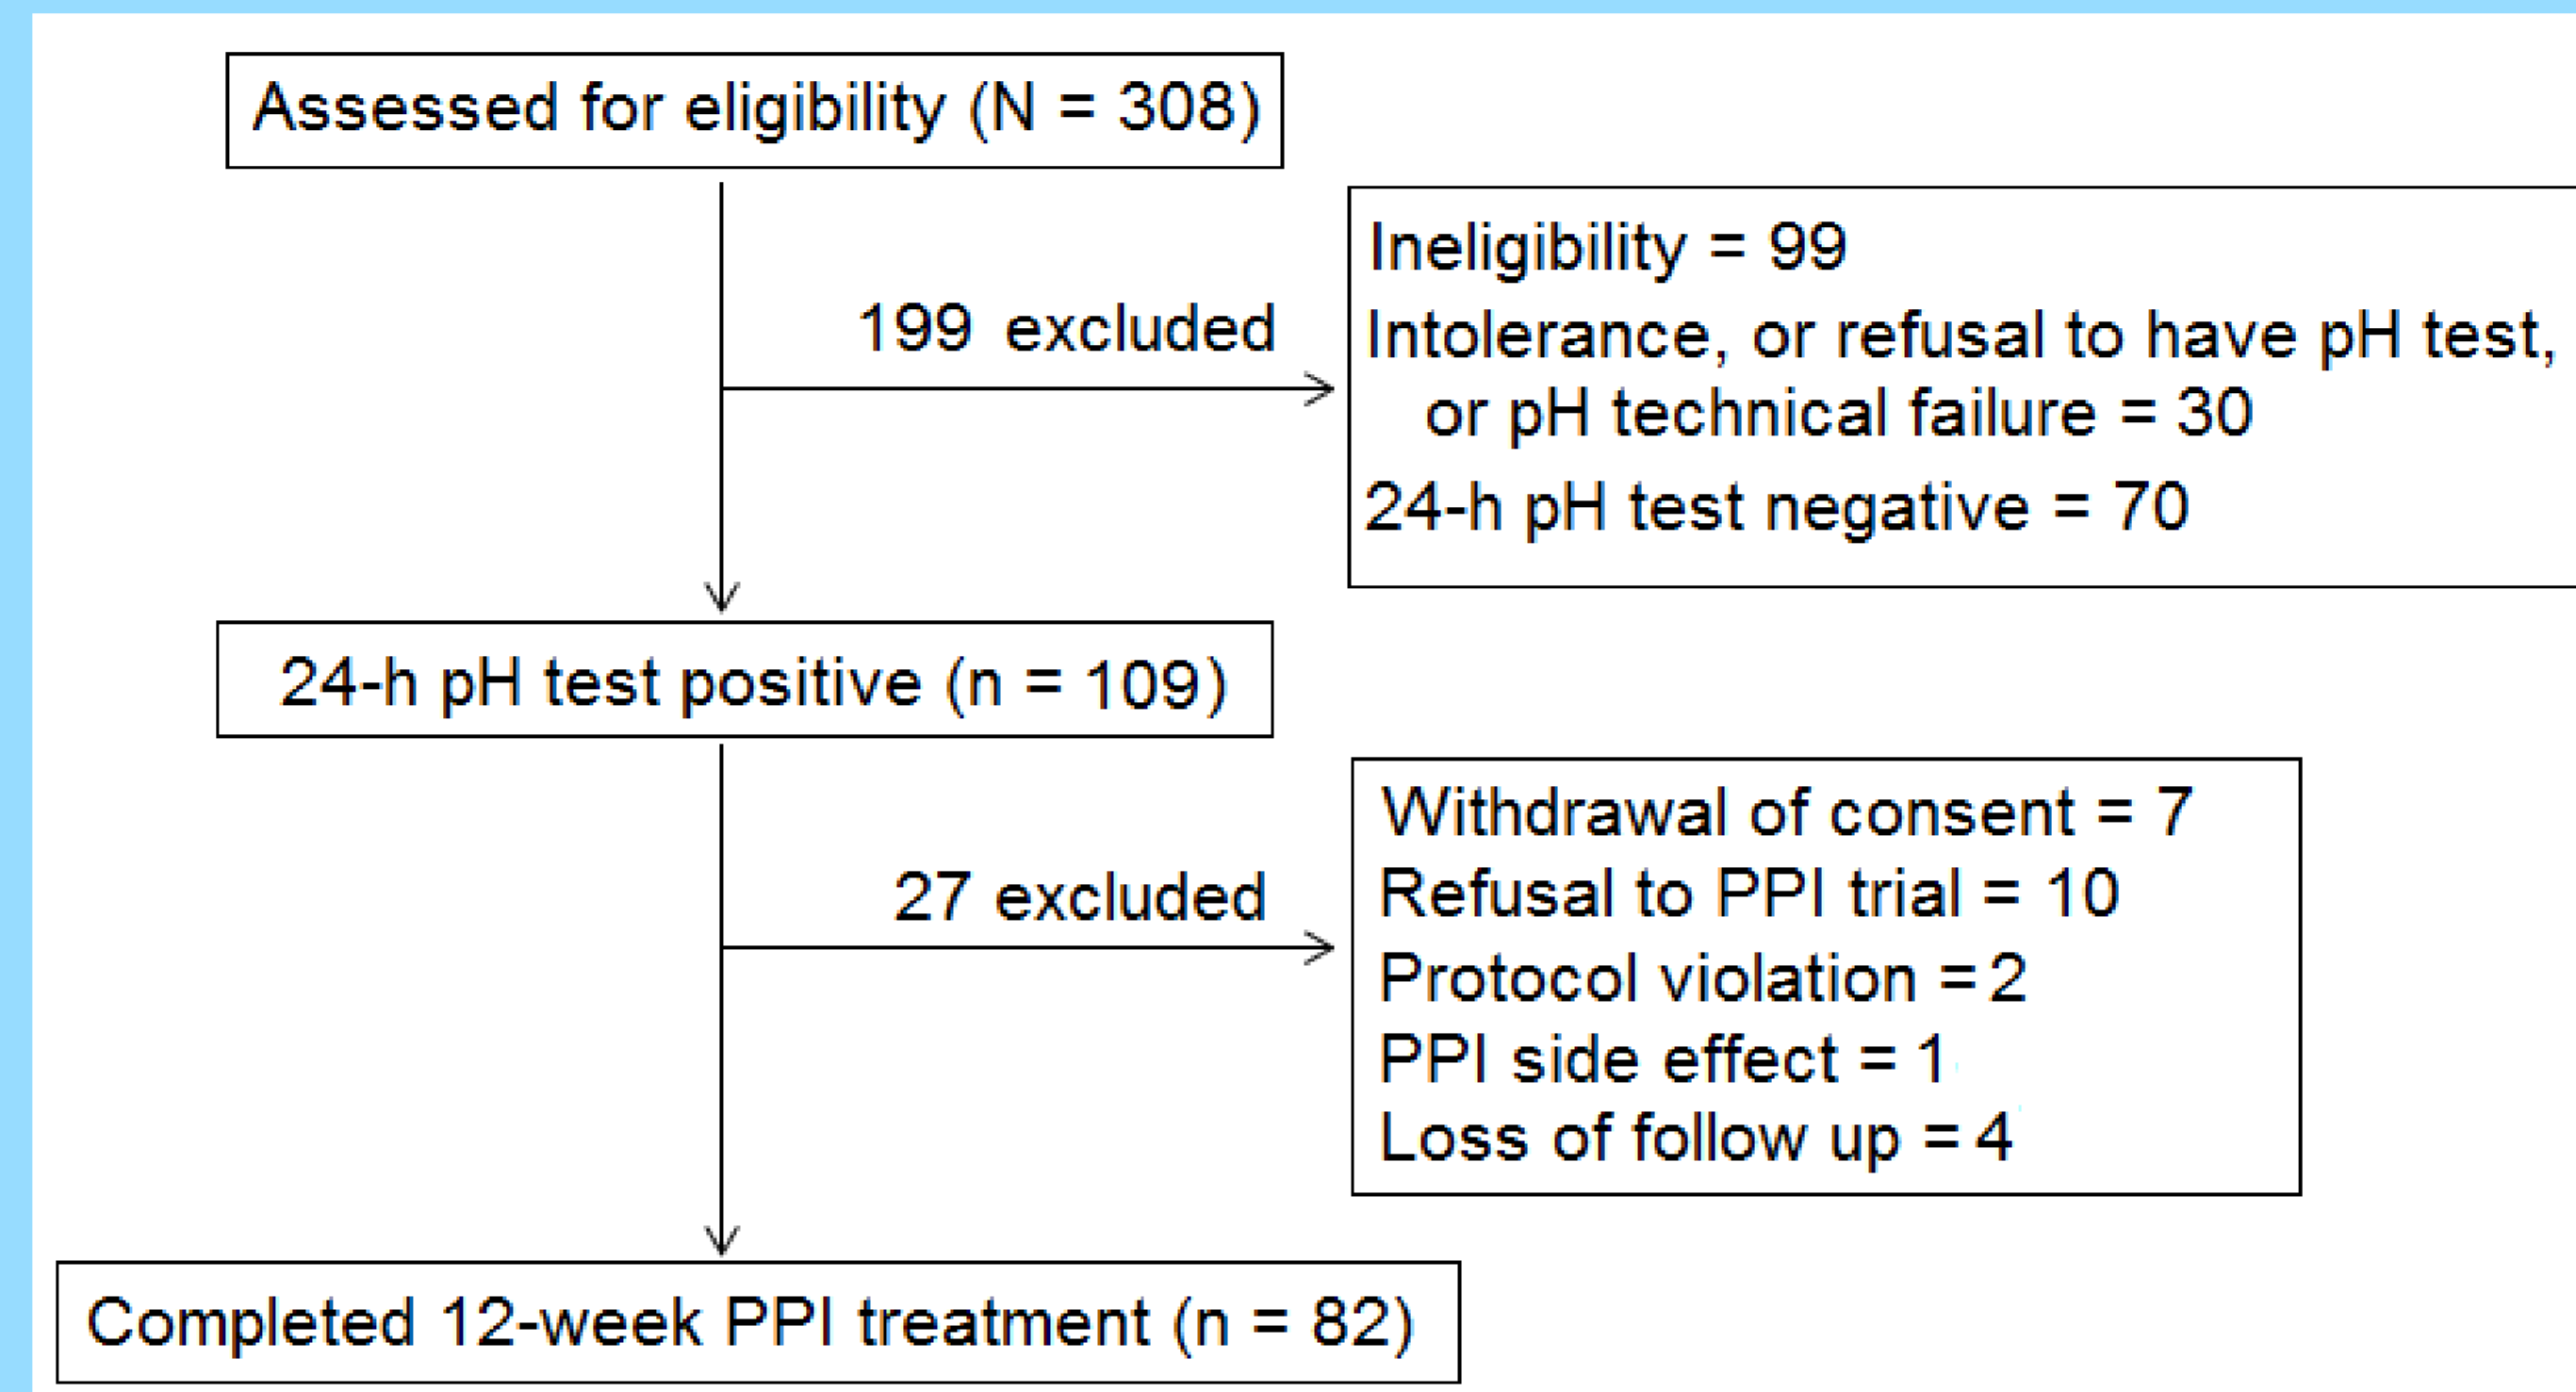 Assessed for eligibility (N = 308)
199 excluded
Ineligibility = 99
Intolerance, or refusal to have pH test,
or pH technical failure = 30
24-h pH test negative = 70
24-h pH test positive (n = 109)
27 excluded
Withdrawal of consent = 7
Refusal to PPI trial = 10
Protocol violation = 2
PPI side effect = 1
Loss of follow up = 4
Completed 12-week PPI treatment (n = 82)